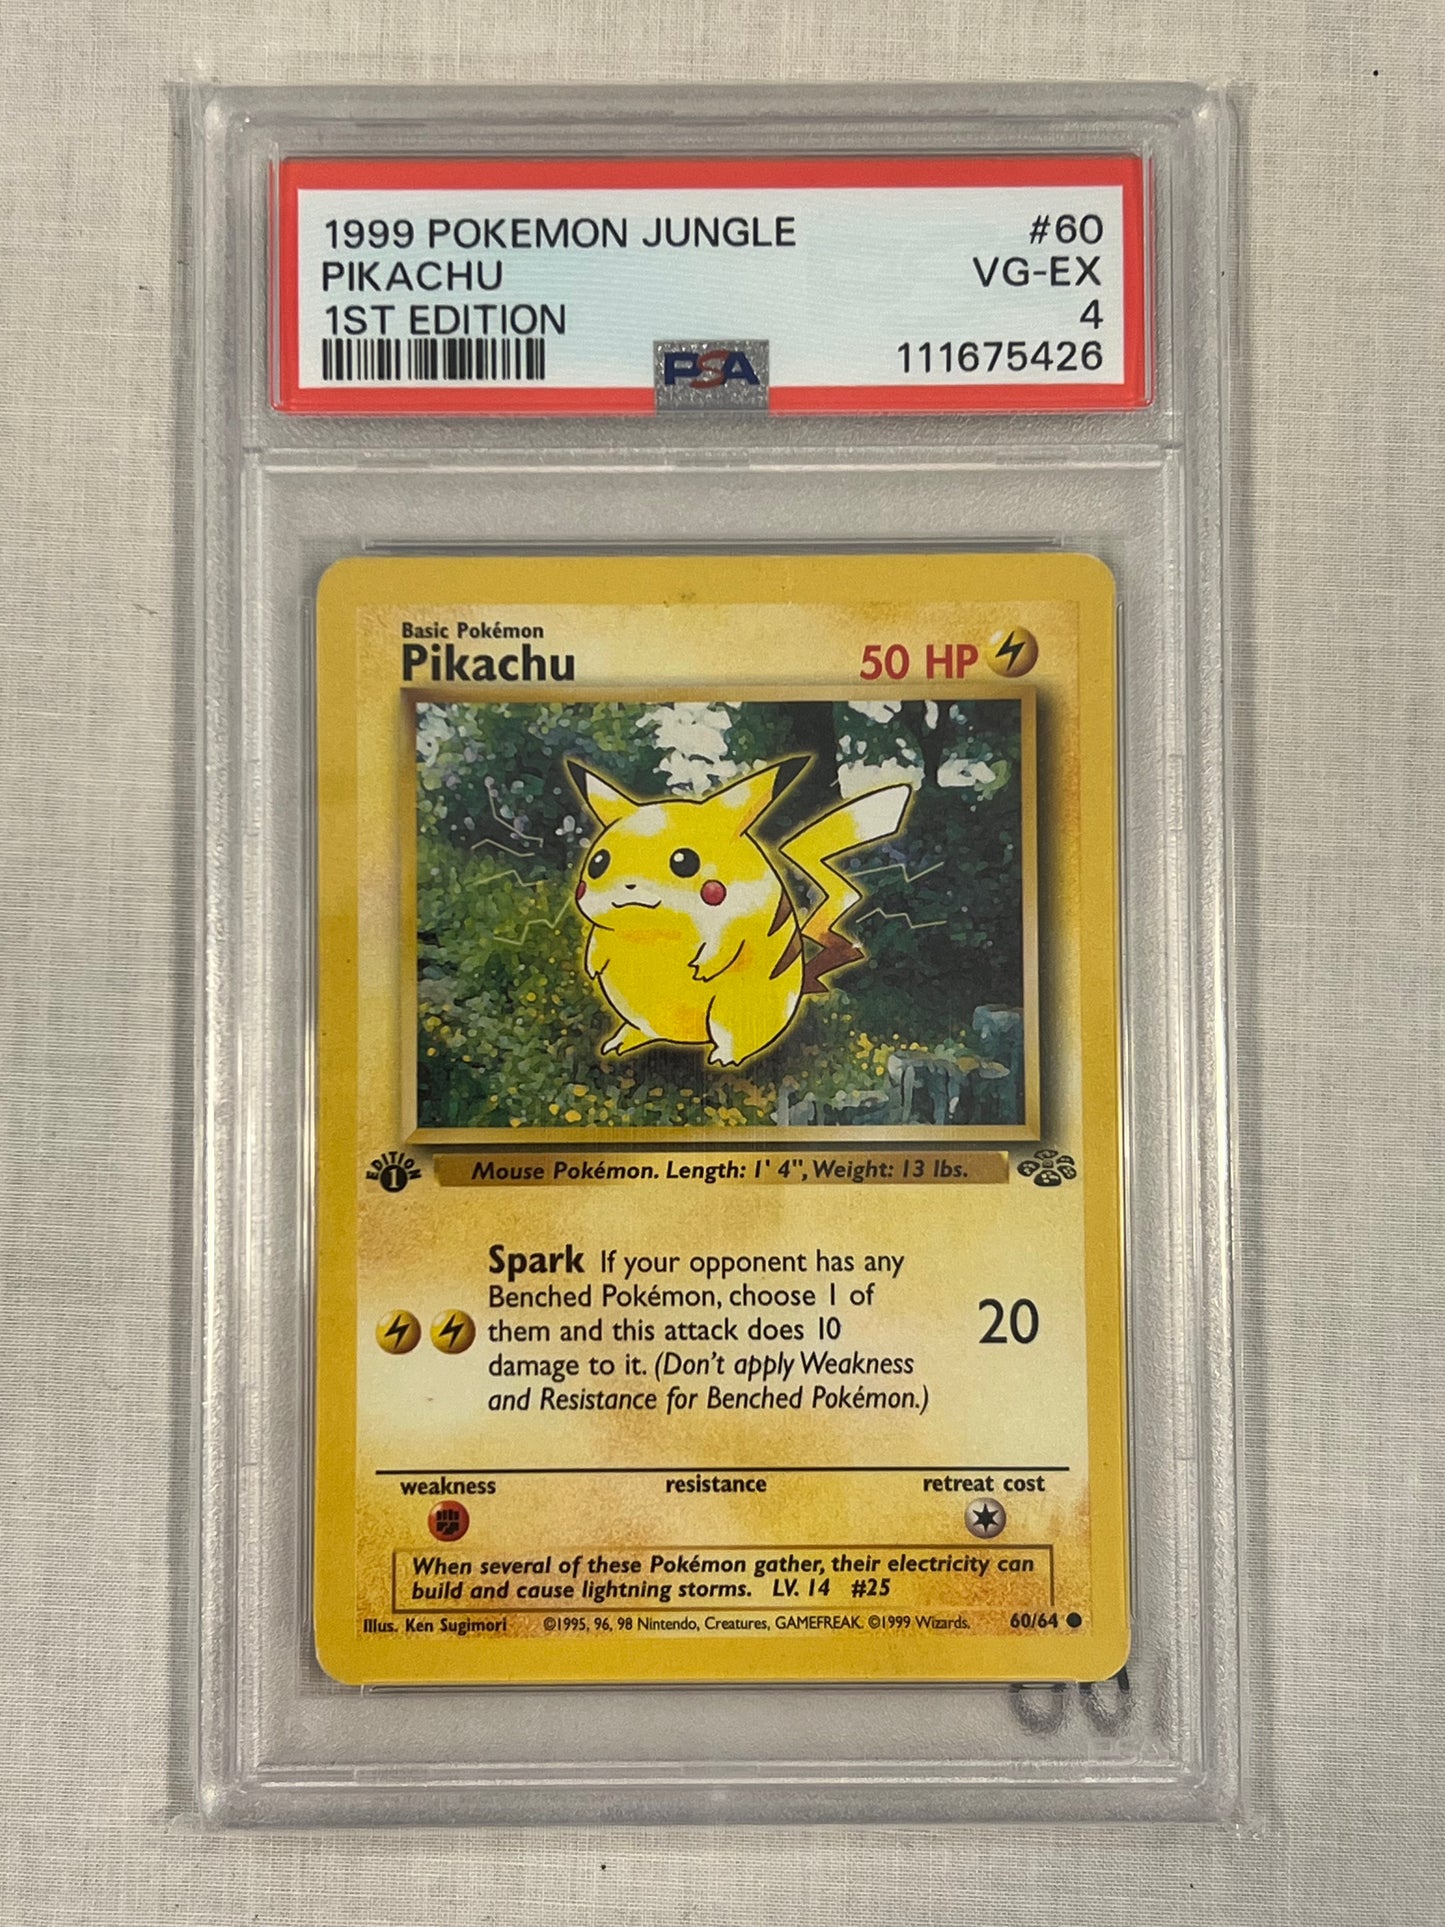 1999 POKEMON JUNGLE #60
PIKACHU VG-EX
1ST EDITION 4
PSA 111675426
Basic Pokémon
Pikachu 50 HP
EDITION 1
Mouse Pokémon. Length: 1' 4", Weight: 13 lbs.
Spark If your opponent has any
Benched Pokémon, choose 1 of
them and this attack does 10
damage to it. (Don't apply Weakness
and Resistance for Benched Pokémon.)
20
weakness resistance retreat cost
When several of these Pokémon gather, their electricity can
build and cause lightning storms. LV. 14 #25
Illus. Ken Sugimori ©1995, 96, 98 Nintendo, Creatures, GAMEFREAK. ©1999 Wizards. 60/64